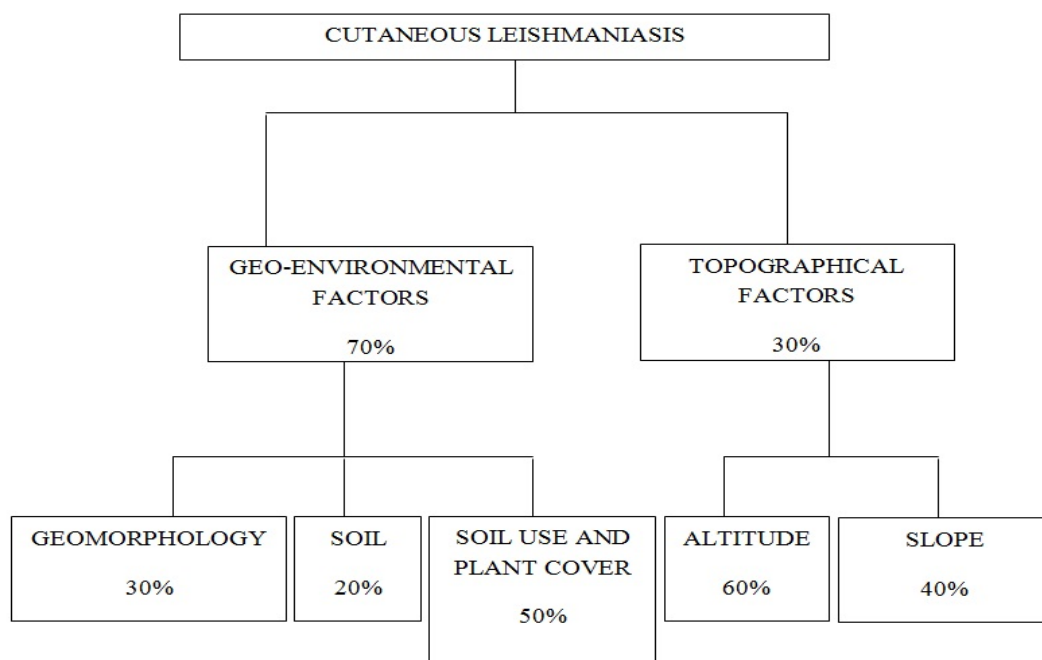 CUTANEOUS LEISHMANIASIS
GEO-ENVIRONMENTAL
FACTORS
70%
TOPOGRAPHICAL
FACTORS
30%
GEOMORPHOLOGY
30%
SOIL
20%
SOIL USE AND
PLANT COVER
50%
ALTITUDE
60%
SLOPE
40%